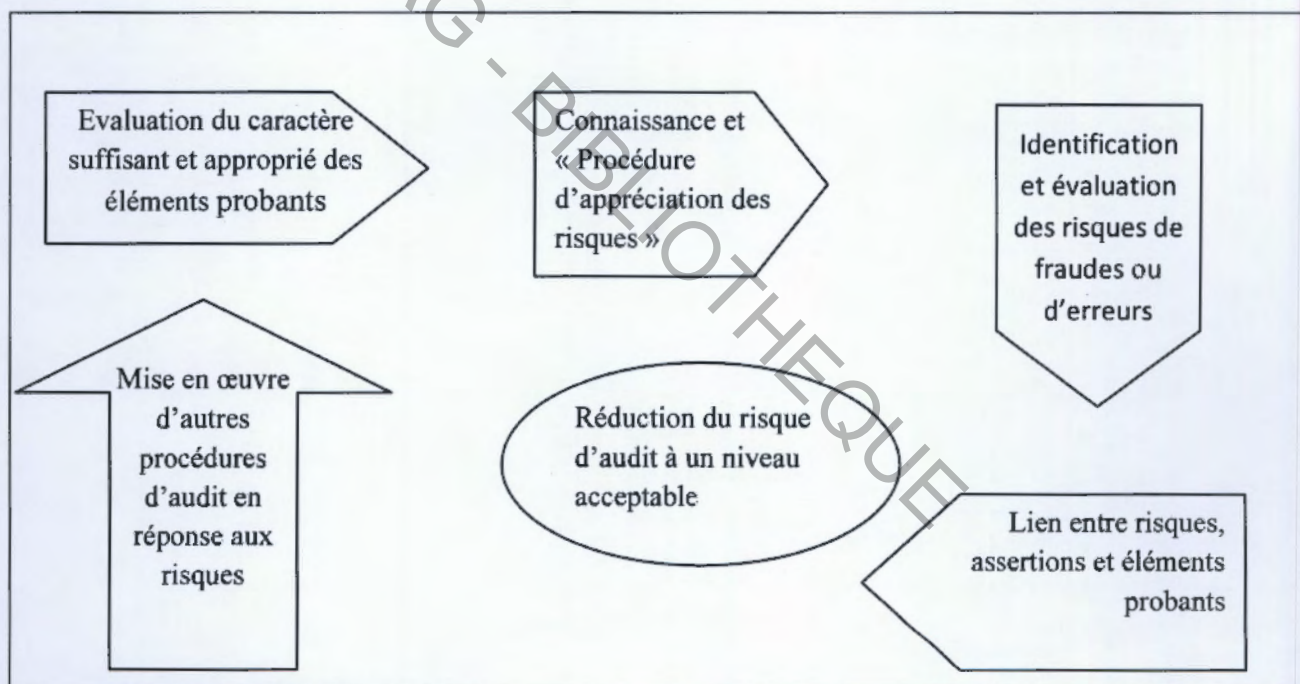 Evaluation du caractère
suffisant et approprié des
éléments probants
Connaissance et
« Procédure
d'appréciation des
risques »
Identification
et évaluation
des risques de
fraudes ou
d'erreurs
Mise en œuvre
d'autres
procédures
d'audit en
réponse aux
risques
Réduction du risque
d'audit à un niveau
acceptable
Lien entre risques,
assertions et éléments
probants
G - BIBLIOTHEQUE